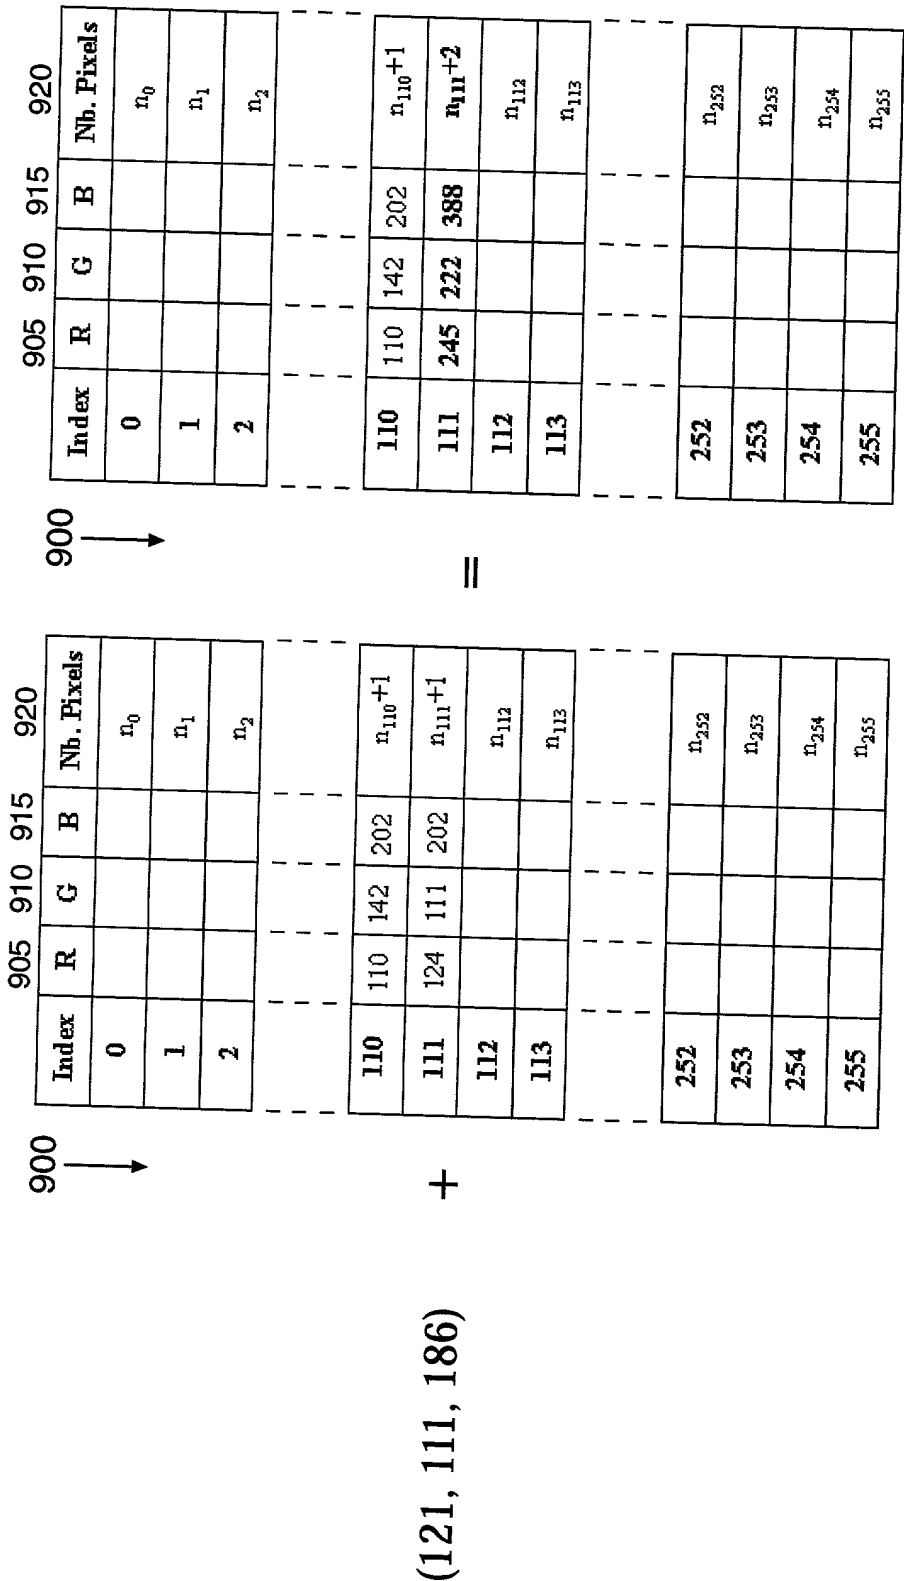 (121, 111, 186)
+
900
905 910 915 920
Index R G B Nb. Pixels
0 n₀
1 n₁
2 n₂
110 110 142 202 n₁₁₀+1
111 124 111 202 n₁₁₁+1
112 n₁₁₂
113 n₁₁₃
252 n₂₅₂
253 n₂₅₃
254 n₂₅₄
255 n₂₅₅
=
900
905 910 915 920
Index R G B Nb. Pixels
0 n₀
1 n₁
2 n₂
110 110 142 202 n₁₁₀+1
111 245 222 388 n₁₁₁+2
112 n₁₁₂
113 n₁₁₃
252 n₂₅₂
253 n₂₅₃
254 n₂₅₄
255 n₂₅₅